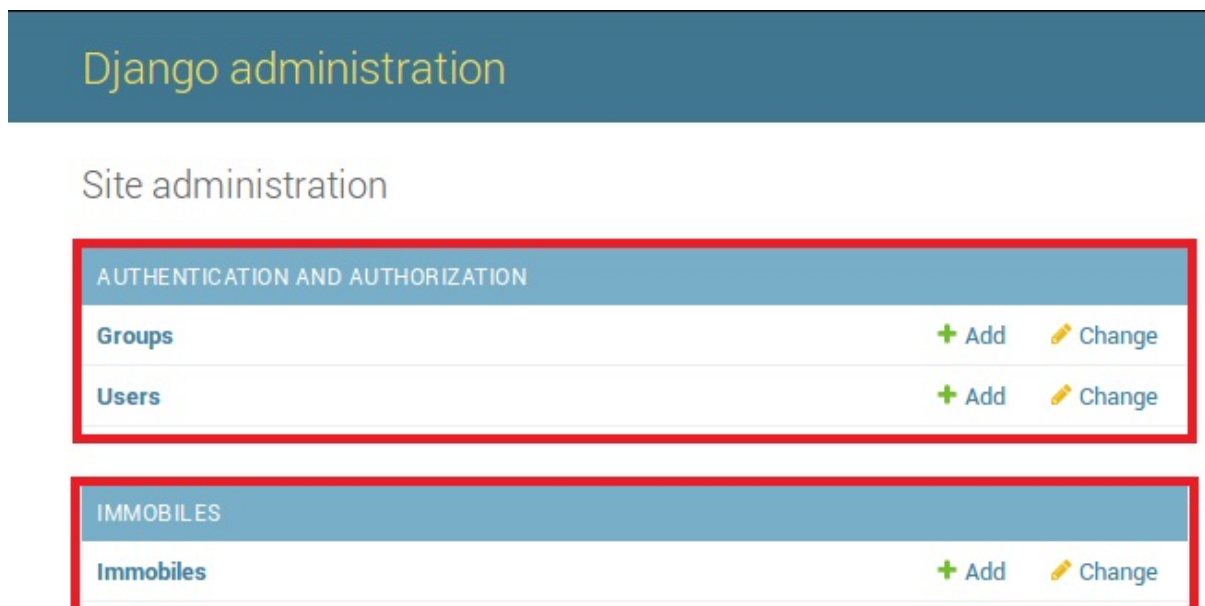 Django administration
Site administration
AUTHENTICATION AND AUTHORIZATION
Groups Add Change
Users Add Change
IMMOBILES
Immobiles Add Change